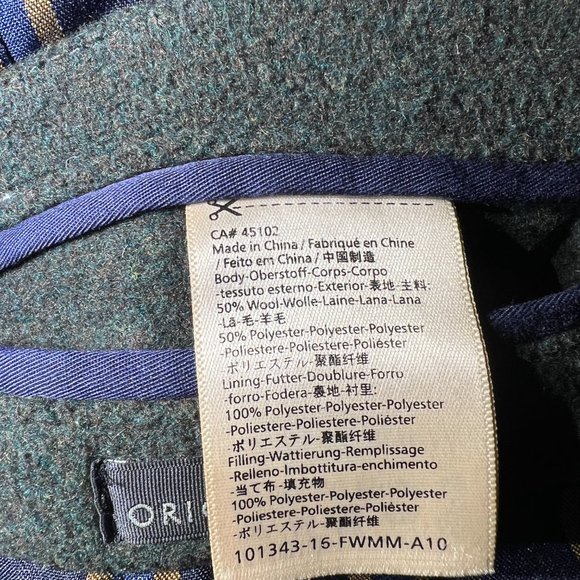 CA# 45102
Made in China / Fabriqué en Chine
/ Feito em China / 中国制造
Body-Oberstoff-Corps-Corpo
-tessuto esterno-Exterior-表地-主料:
50% Wool-Wolle-Laine-Lana-Lana
-Lã-毛-羊毛
50% Polyester-Polyester-Polyester
-Poliestere-Poliestere-Poliéster
-ポリエステル-聚酯纤维
Lining-Futter-Doublure-Forro
-forro-Fodera-裏地-衬里:
100% Polyester-Polyester-Polyester
-Poliestere-Poliestere-Poliéster
-ポリエステル-聚酯纤维
Filling-Wattierung-Remplissage
-Relleno-Imbottitura-enchimento
-当て布-填充物
100% Polyester-Polyester-Polyester
-Poliestere-Poliestere-Poliéster
-ポリエステル-聚酯纤维
101343-16-FWMM-A10